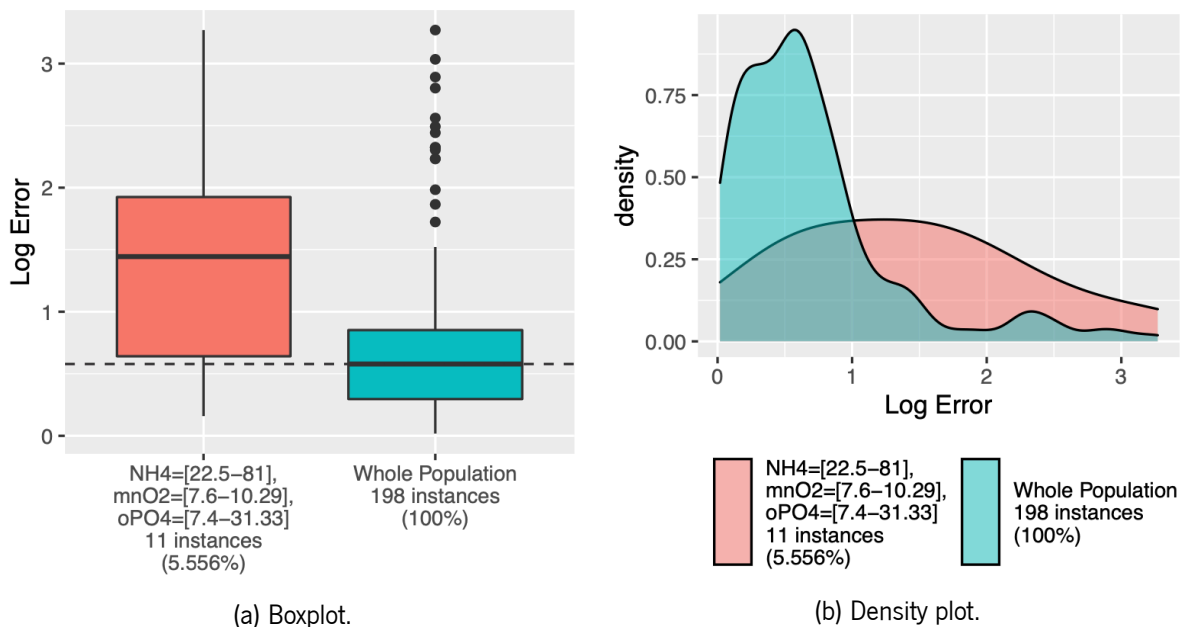 Log Error
3
2
1
0
NH4=[22.5−81],
mnO2=[7.6−10.29],
oPO4=[7.4−31.33]
11 instances
(5.556%)
Whole Population
198 instances
(100%)
(a) Boxplot.
density
0.75
0.50
0.25
0.00
0
1
2
3
Log Error
NH4=[22.5−81],
mnO2=[7.6−10.29],
oPO4=[7.4−31.33]
11 instances
(5.556%)
Whole Population
198 instances
(100%)
(b) Density plot.